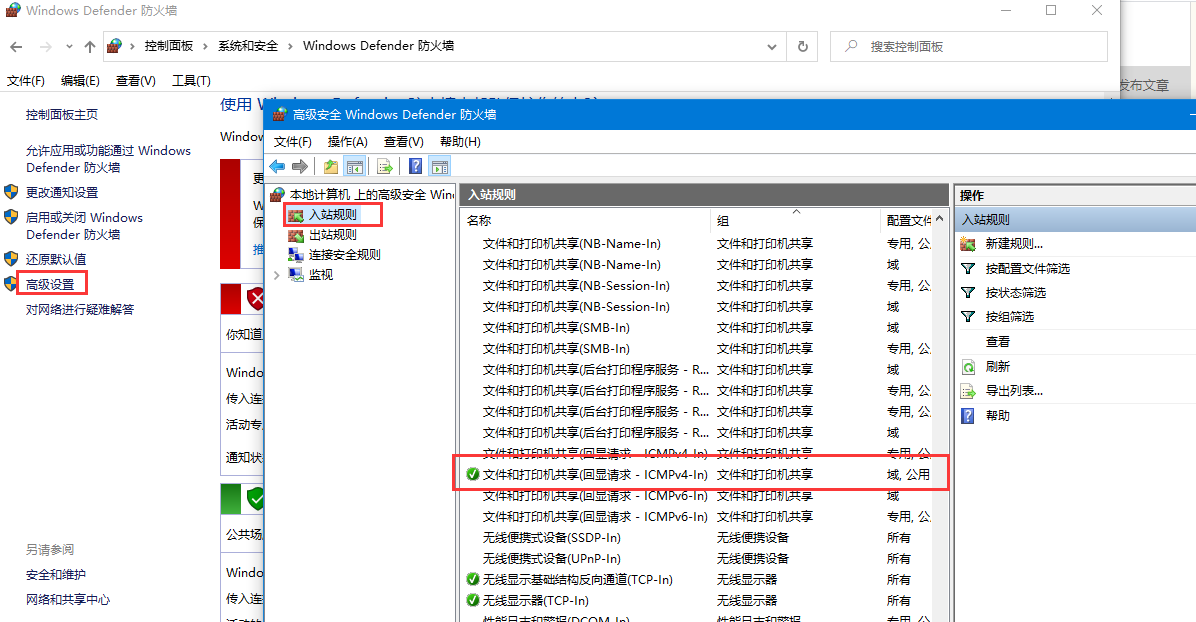 Windows Defender 防火墙
控制面板 › 系统和安全 › Windows Defender 防火墙
搜索控制面板
文件(F) 编辑(E) 查看(V) 工具(T)
发布文章
控制面板主页
允许应用或功能通过 Windows
Defender 防火墙
更改通知设置
启用或关闭 Windows
Defender 防火墙
还原默认值
高级设置
对网络进行疑难解答
另请参阅
安全和维护
网络和共享中心
使用 Windows Defender
Window
更
W
保
推
你知道
Windo
传入连
活动专
通知状
公共场
Windo
传入连
高级安全 Windows Defender 防火墙
文件(F) 操作(A) 查看(V) 帮助(H)
本地计算机 上的高级安全 Win
入站规则
出站规则
连接安全规则
监视
入站规则
名称 组 配置文件
文件和打印机共享(NB-Name-In) 文件和打印机共享 专用, 公
文件和打印机共享(NB-Name-In) 文件和打印机共享 域
文件和打印机共享(NB-Session-In) 文件和打印机共享 专用, 公
文件和打印机共享(NB-Session-In) 文件和打印机共享 域
文件和打印机共享(SMB-In) 文件和打印机共享 域
文件和打印机共享(SMB-In) 文件和打印机共享 专用, 公
文件和打印机共享(后台打印程序服务 - R... 文件和打印机共享 域
文件和打印机共享(后台打印程序服务 - R... 文件和打印机共享 专用, 公
文件和打印机共享(后台打印程序服务 - R... 文件和打印机共享 专用, 公
文件和打印机共享(后台打印程序服务 - R... 文件和打印机共享 域
文件和打印机共享(回显请求 - ICMPv4-In) 文件和打印机共享 专用, 公
文件和打印机共享(回显请求 - ICMPv4-In) 文件和打印机共享 域, 公用
文件和打印机共享(回显请求 - ICMPv6-In) 文件和打印机共享 域
文件和打印机共享(回显请求 - ICMPv6-In) 文件和打印机共享 专用, 公
无线便携式设备(SSDP-In) 无线便携设备 所有
无线便携式设备(UPnP-In) 无线便携设备 所有
无线显示基础结构反向通道(TCP-In) 无线显示器 所有
无线显示器(TCP-In) 无线显示器 所有
性能日志和警报(DCOM-In) 性能日志和警报 专用, 公
操作
入站规则
新建规则...
按配置文件筛选
按状态筛选
按组筛选
查看
刷新
导出列表...
帮助